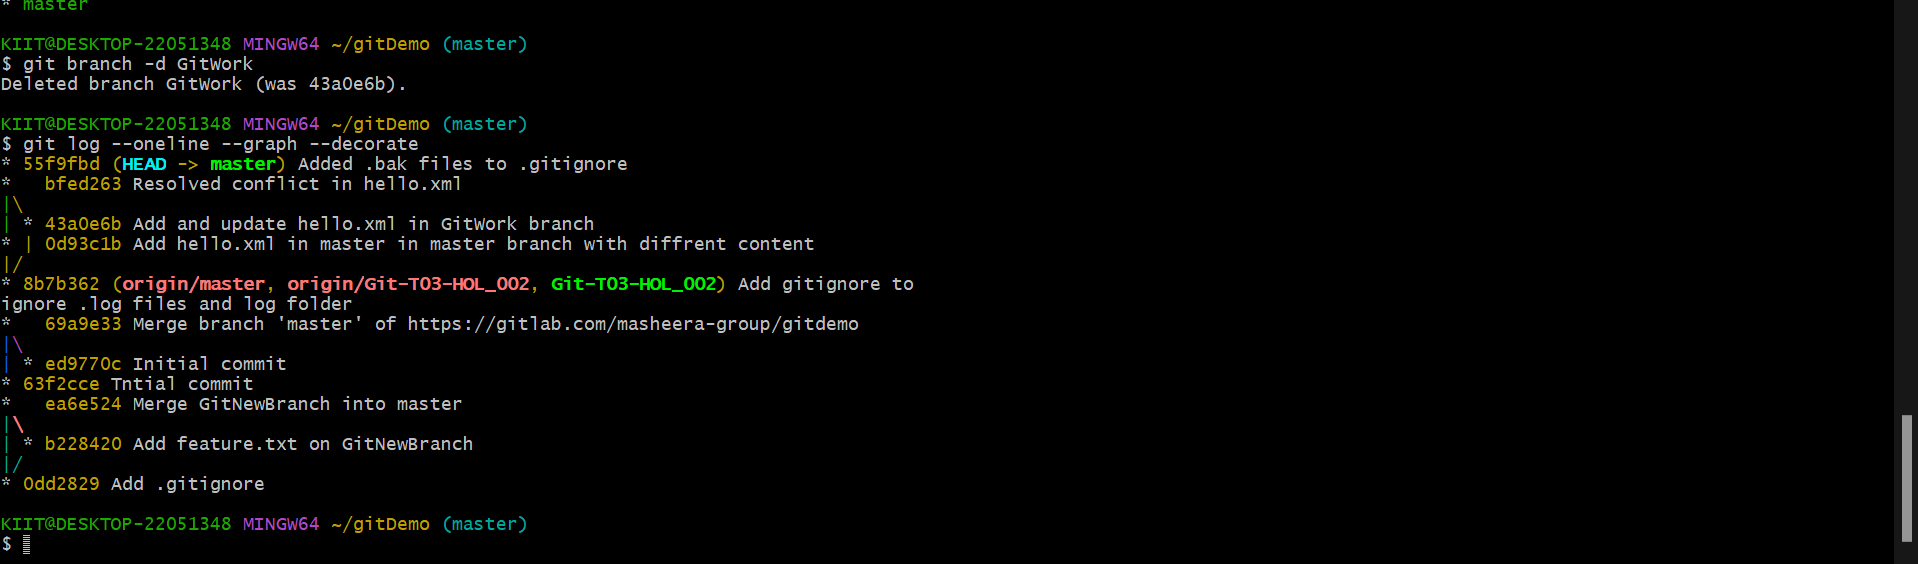 * master
KIIT@DESKTOP-22051348 MINGW64 ~/gitDemo (master)
$ git branch -d GitWork
Deleted branch GitWork (was 43a0e6b).
KIIT@DESKTOP-22051348 MINGW64 ~/gitDemo (master)
$ git log --oneline --graph --decorate
* 55f9fbd (HEAD -> master) Added .bak files to .gitignore
*   bfed263 Resolved conflict in hello.xml
|\
| * 43a0e6b Add and update hello.xml in GitWork branch
* | 0d93c1b Add hello.xml in master in master branch with diffrent content
|/
* 8b7b362 (origin/master, origin/Git-T03-HOL_002, Git-T03-HOL_002) Add gitignore to
ignore .log files and log folder
*   69a9e33 Merge branch 'master' of https://gitlab.com/masheera-group/gitdemo
|\
| * ed9770c Initial commit
* 63f2cce Tntial commit
*   ea6e524 Merge GitNewBranch into master
|\
| * b228420 Add feature.txt on GitNewBranch
|/
* 0dd2829 Add .gitignore
KIIT@DESKTOP-22051348 MINGW64 ~/gitDemo (master)
$